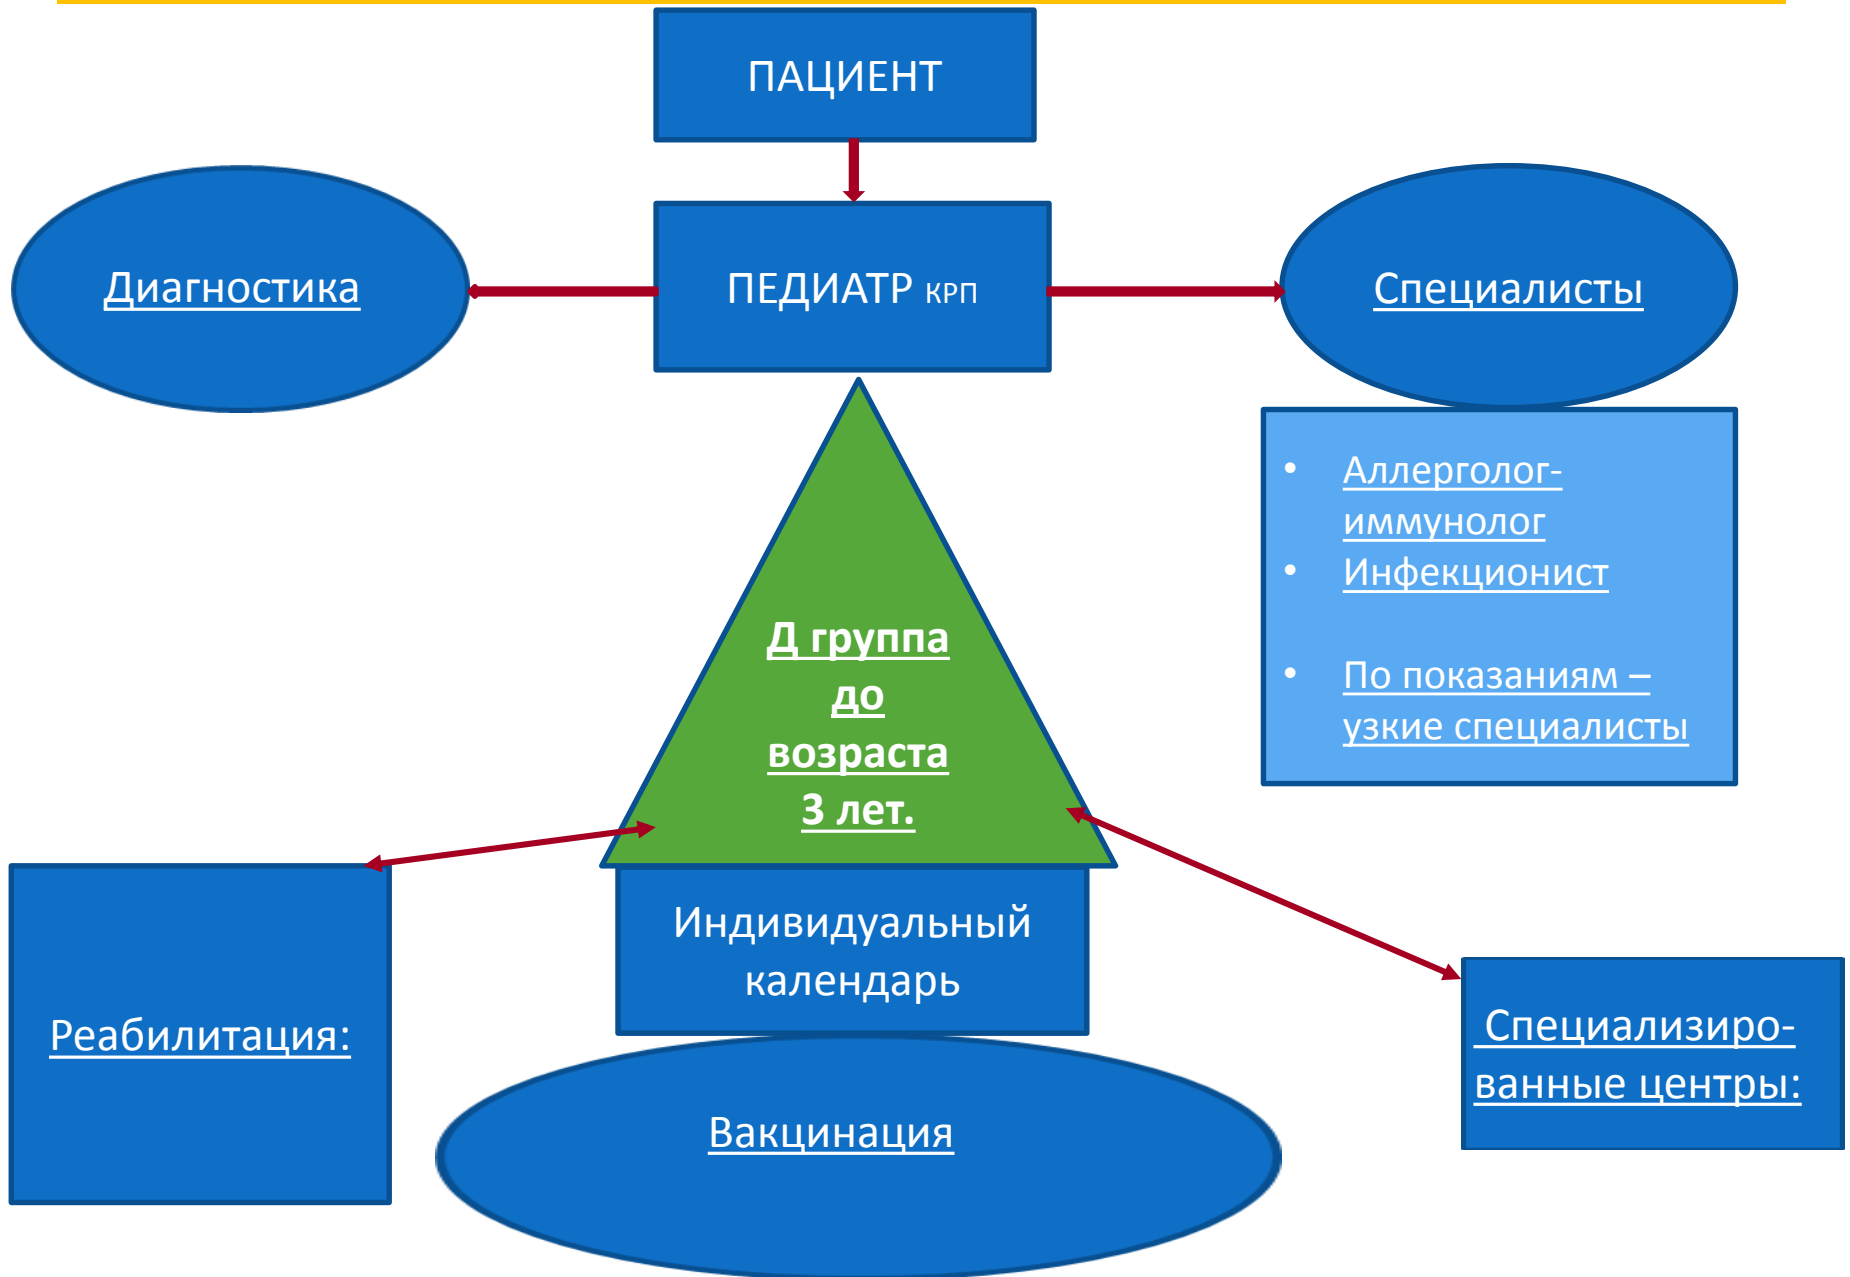 ПАЦИЕНТ
Диагностика
ПЕДИАТР КРП
Специалисты
• Аллерголог-
иммунолог
• Инфекционист
• По показаниям –
узкие специалисты
Д группа
до
возраста
3 лет.
Индивидуальный
календарь
Реабилитация:
Специализиро-
ванные центры:
Вакцинация